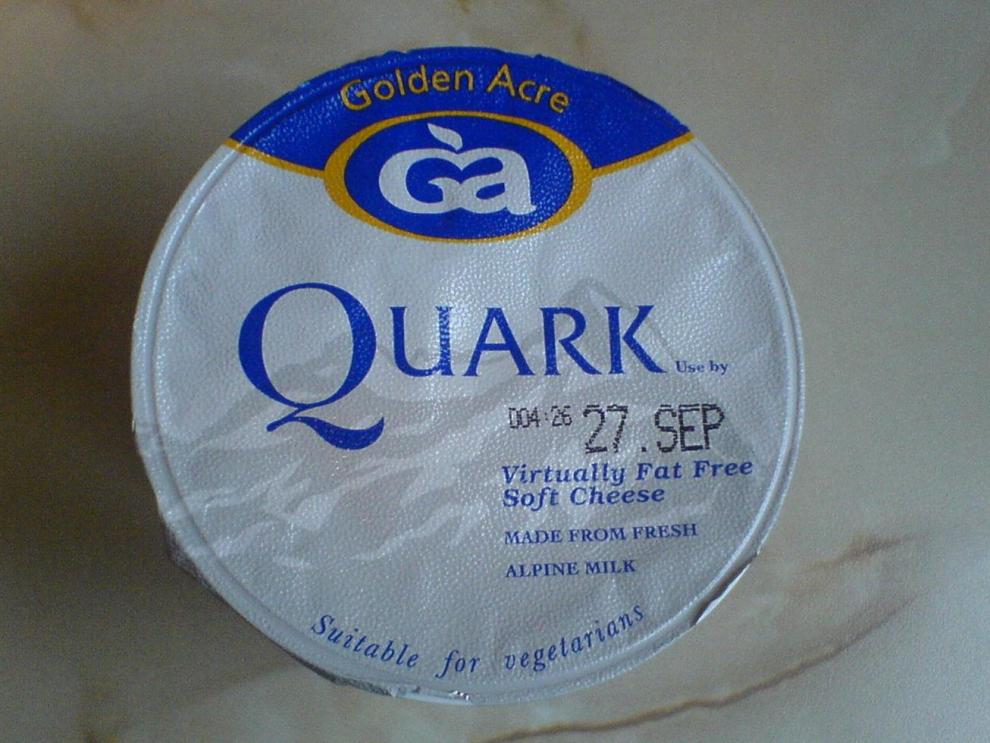 Golden Acre
Ga
QUARK
Use by
D04:26 27.SEP
Virtually Fat Free
Soft Cheese
MADE FROM FRESH
ALPINE MILK
Suitable for vegetarians